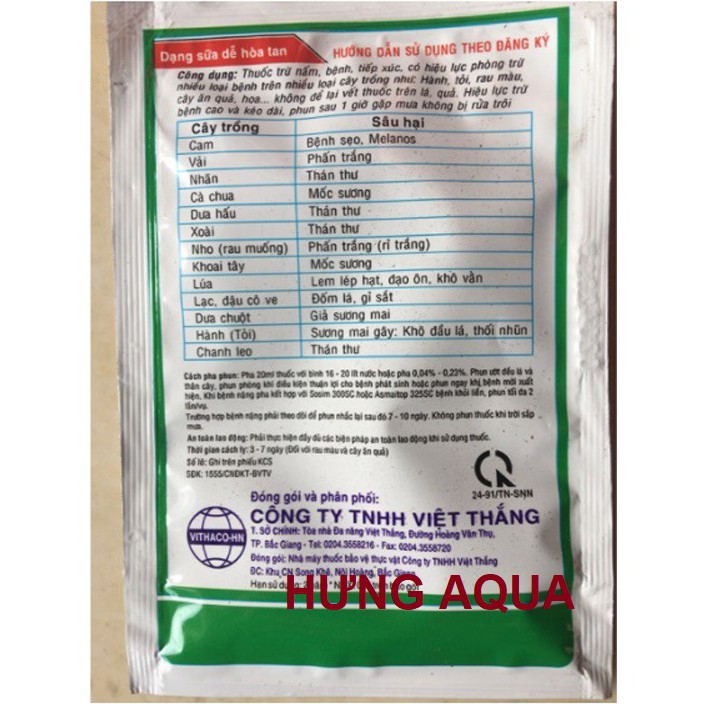 Dạng sữa dễ hòa tan
HƯỚNG DẪN SỬ DỤNG THEO ĐĂNG KÝ
Công dụng: Thuốc trừ nấm, bệnh, tiếp xúc, có hiệu lực phòng trừ
nhiều loại bệnh trên nhiều loại cây trồng như: Hành, tỏi, rau màu,
cây ăn quả, hoa... không để lại vết thuốc trên lá, quả. Hiệu lực trừ
bệnh cao và kéo dài, phun sau 1 giờ gặp mưa không bị rửa trôi
Cây trồng Sâu hại
Cam Bệnh sẹo, Melanos
Vải Phấn trắng
Nhãn Thán thư
Cà chua Mốc sương
Dưa hấu Thán thư
Xoài Thán thư
Nho (rau muống) Phấn trắng (rỉ trắng)
Khoai tây Mốc sương
Lúa Lem lép hạt, đạo ôn, khô vằn
Lạc, đậu cô ve Đốm lá, gỉ sắt
Dưa chuột Giả sương mai
Hành (Tỏi) Sương mai gây: Khô đầu lá, thối nhũn
Chanh leo Thán thư
Cách pha phun: Pha 20ml thuốc với bình 16 - 20 lít nước hoặc pha 0,04% - 0,23%. Phun ướt đều lá và
thân cây, phun phòng khi điều kiện thuận lợi cho bệnh phát sinh hoặc phun ngay khi bệnh mới xuất
hiện. Khi bệnh nặng pha kết hợp với Sosim 300SC hoặc Asmaitop 325SC bệnh khỏi liền, phun tối đa 2
lần/vụ.
Trường hợp bệnh nặng phải theo dõi để phun nhắc lại sau đó 7 - 10 ngày. Không phun thuốc khi trời sắp
mưa.
An toàn lao động: Phải thực hiện đầy đủ các biện pháp an toàn lao động khi sử dụng thuốc.
Thời gian cách ly: 3 - 7 ngày (Đối với rau màu và cây ăn quả)
Số lô: Ghi trên phiếu KCS
SĐK: 1555/CNĐKT-BVTV
24-91/TN-SNN
Đóng gói và phân phối:
CÔNG TY TNHH VIỆT THẮNG
VITHACO-HN
T. SỞ CHÍNH: Tòa nhà Đa năng Việt Thắng, Đường Hoàng Văn Thụ,
TP. Bắc Giang - Tel: 0204.3558216 - Fax: 0204.3558720
Đóng gói: Nhà máy thuốc bảo vệ thực vật Công ty TNHH Việt Thắng
ĐC: Khu CN Song Khê, Nội Hoàng, Bắc Giang
Hạn sử dụng: 2 trên bao gói
HƯNG AQUA